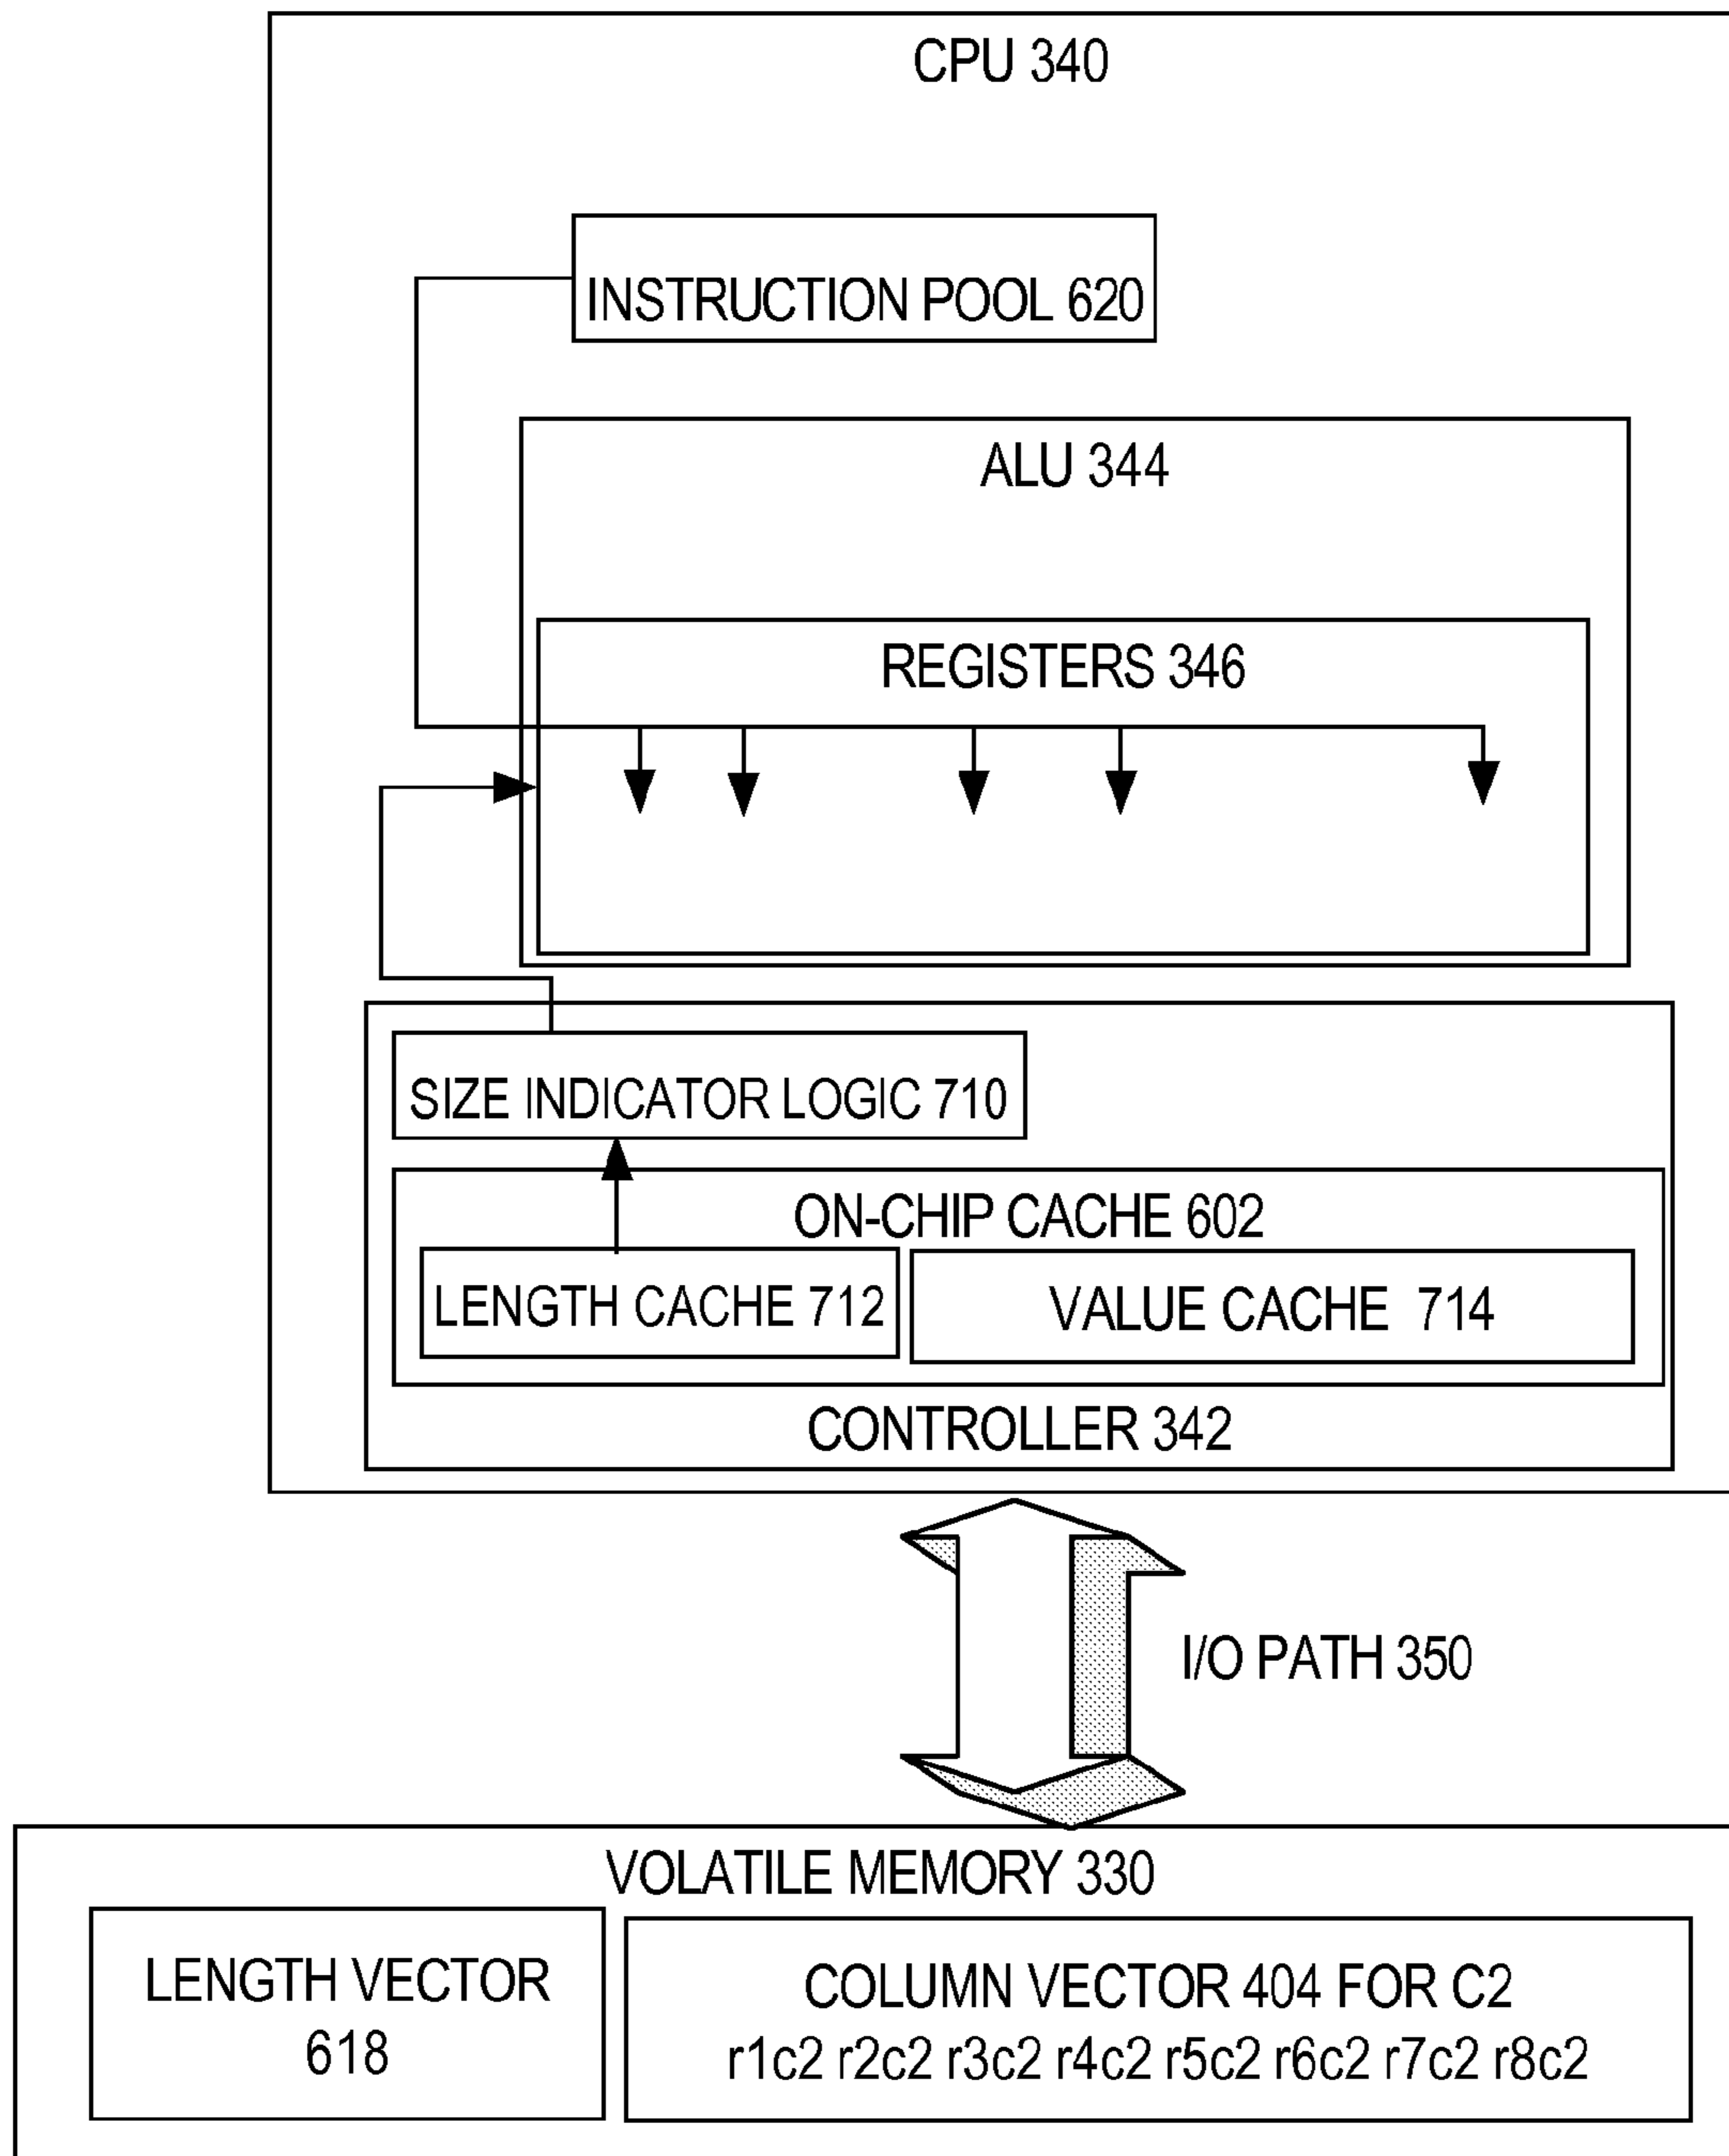 CPU 340
INSTRUCTION POOL 620
ALU 344
REGISTERS 346
SIZE INDICATOR LOGIC 710
ON-CHIP CACHE 602
LENGTH CACHE 712
VALUE CACHE 714
CONTROLLER 342
I/O PATH 350
VOLATILE MEMORY 330
LENGTH VECTOR
618
COLUMN VECTOR 404 FOR C2
r1c2 r2c2 r3c2 r4c2 r5c2 r6c2 r7c2 r8c2